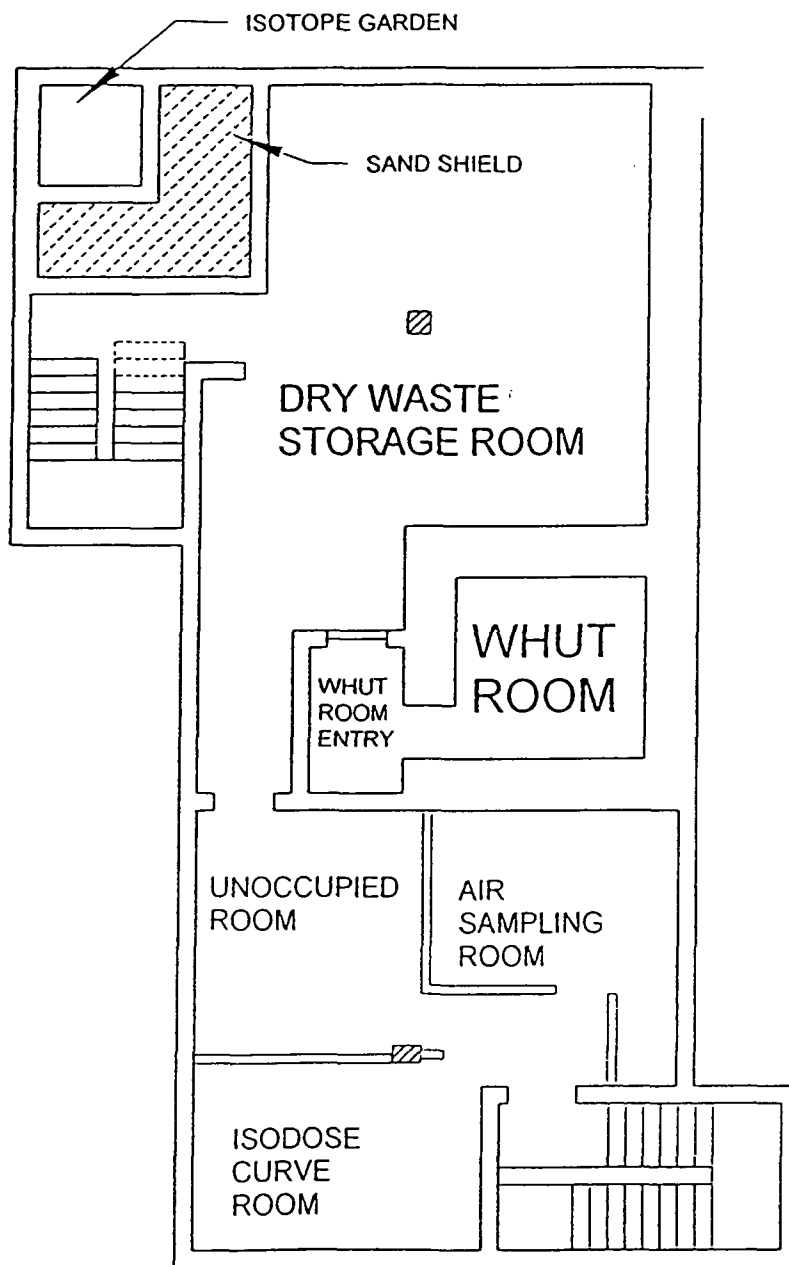 ISOTOPE GARDEN
SAND SHIELD
DRY WASTE
STORAGE ROOM
WHUT
ROOM
WHUT
ROOM
ENTRY
UNOCCUPIED
ROOM
AIR
SAMPLING
ROOM
ISODOSE
CURVE
ROOM